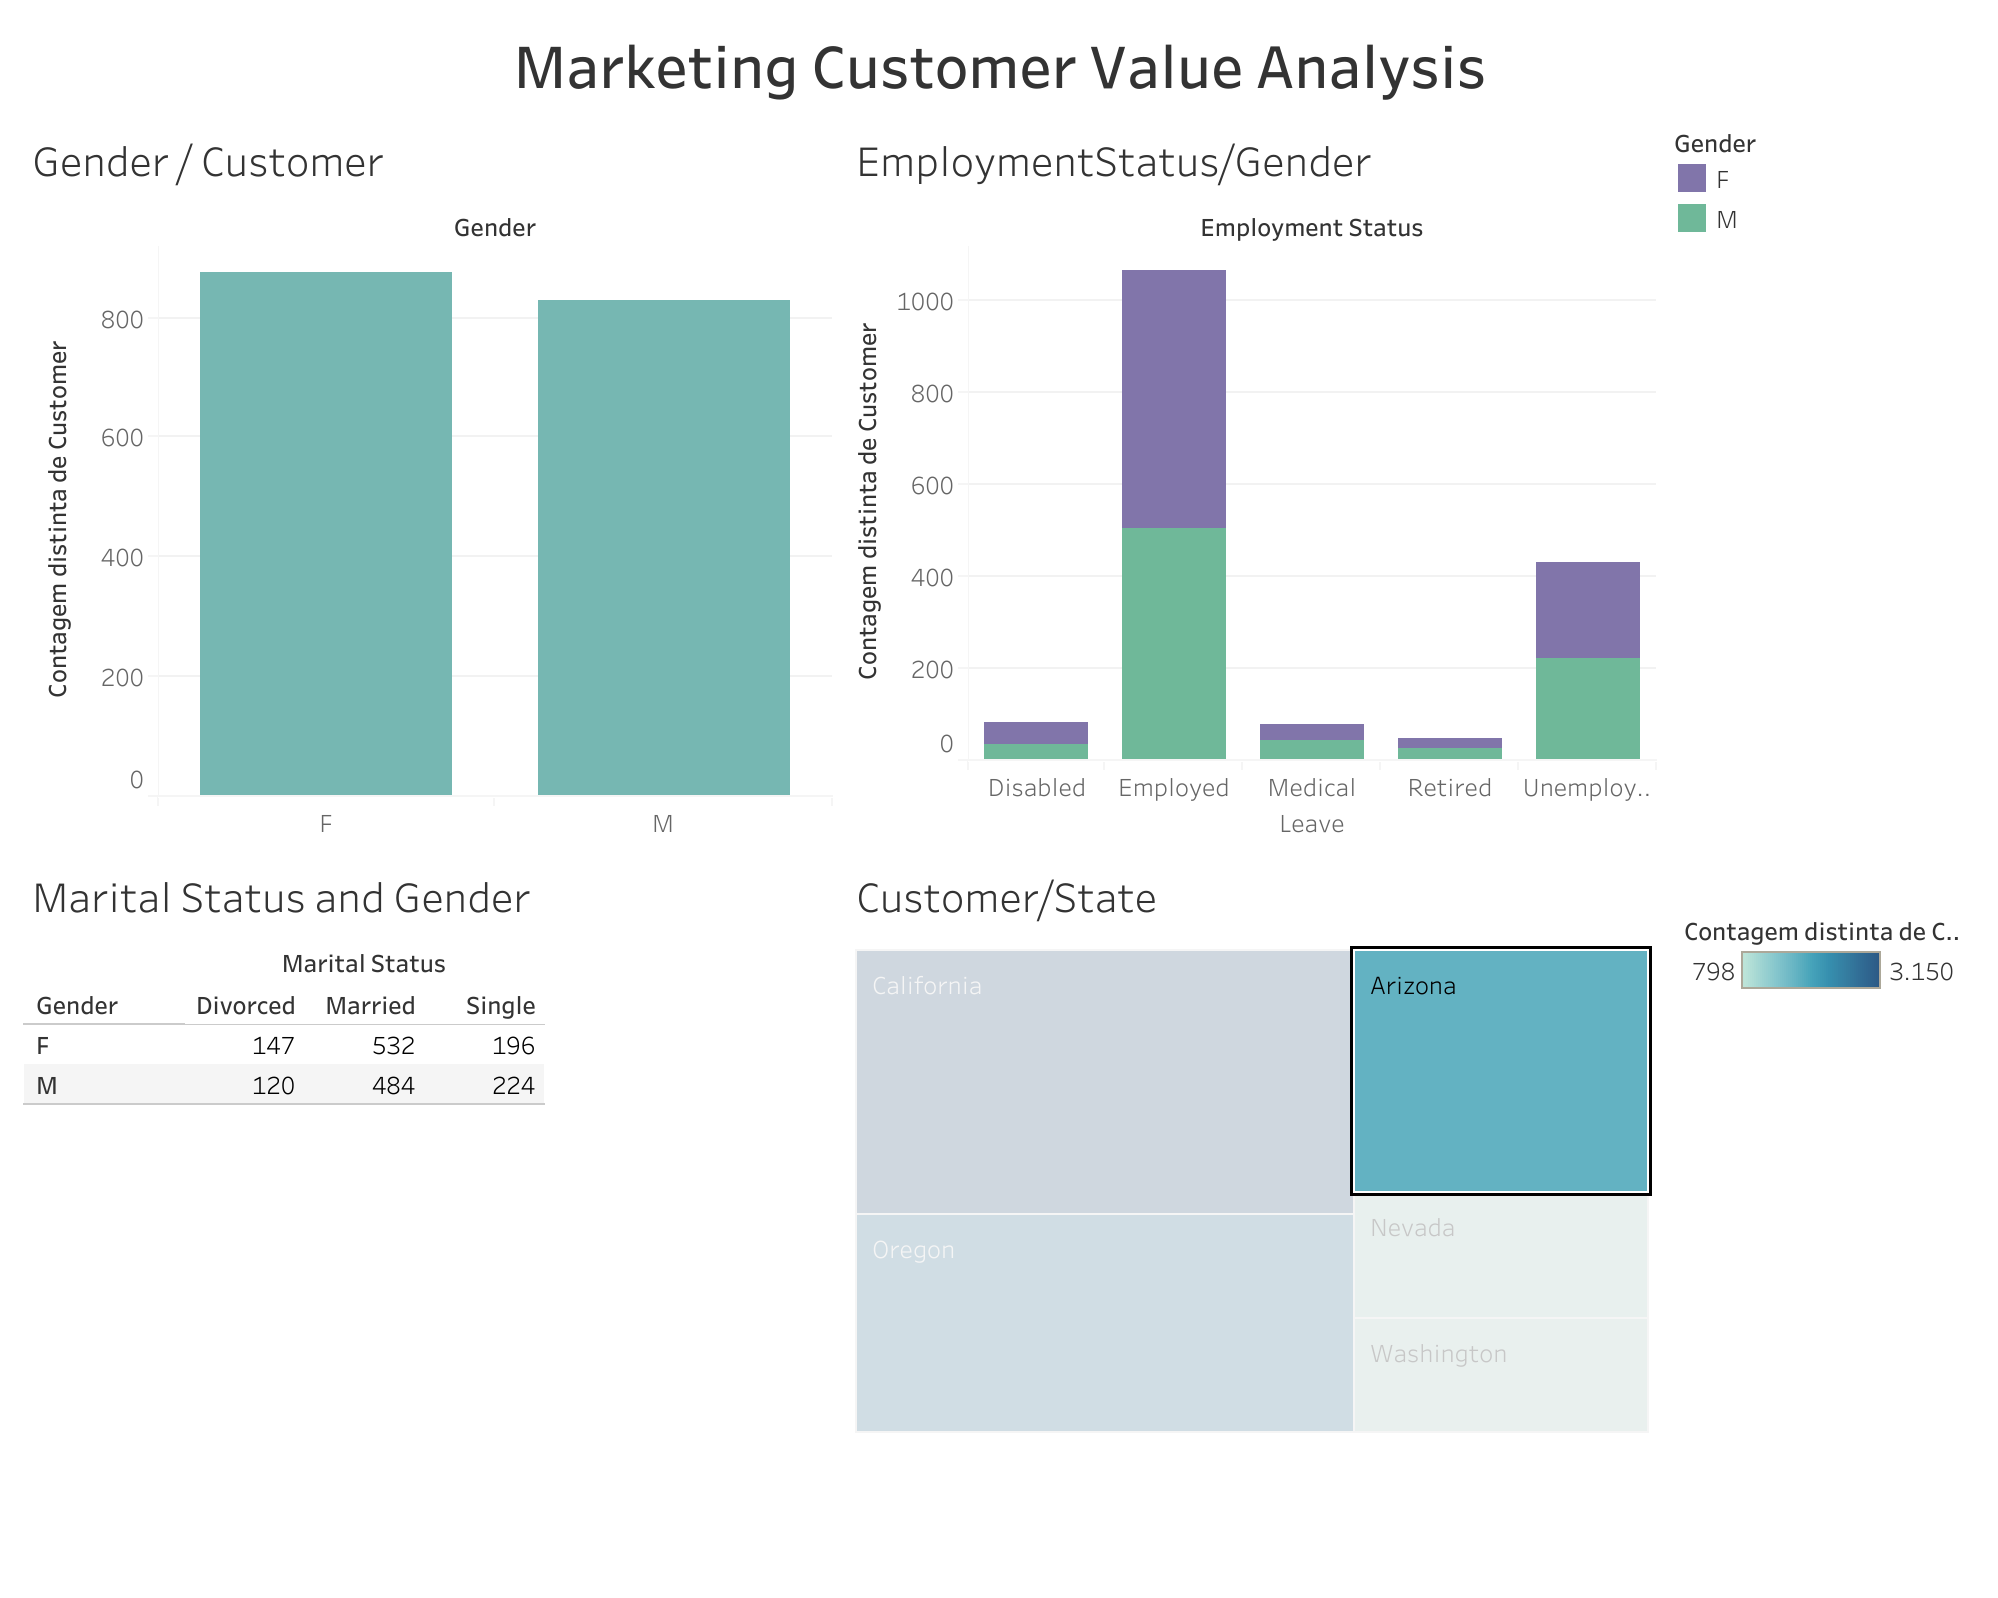 Marketing Customer Value Analysis
Gender / Customer
Gender
Contagem distinta de Customer
800
600
400
200
0
F
M
EmploymentStatus/Gender
Employment Status
Contagem distinta de Customer
1000
800
600
400
200
0
Disabled
Employed
Medical
Leave
Retired
Unemploy..
Gender
F
M
Marital Status and Gender
Marital Status
Gender Divorced Married Single
F 147 532 196
M 120 484 224
Customer/State
California
Arizona
Oregon
Nevada
Washington
Contagem distinta de C..
798 3.150